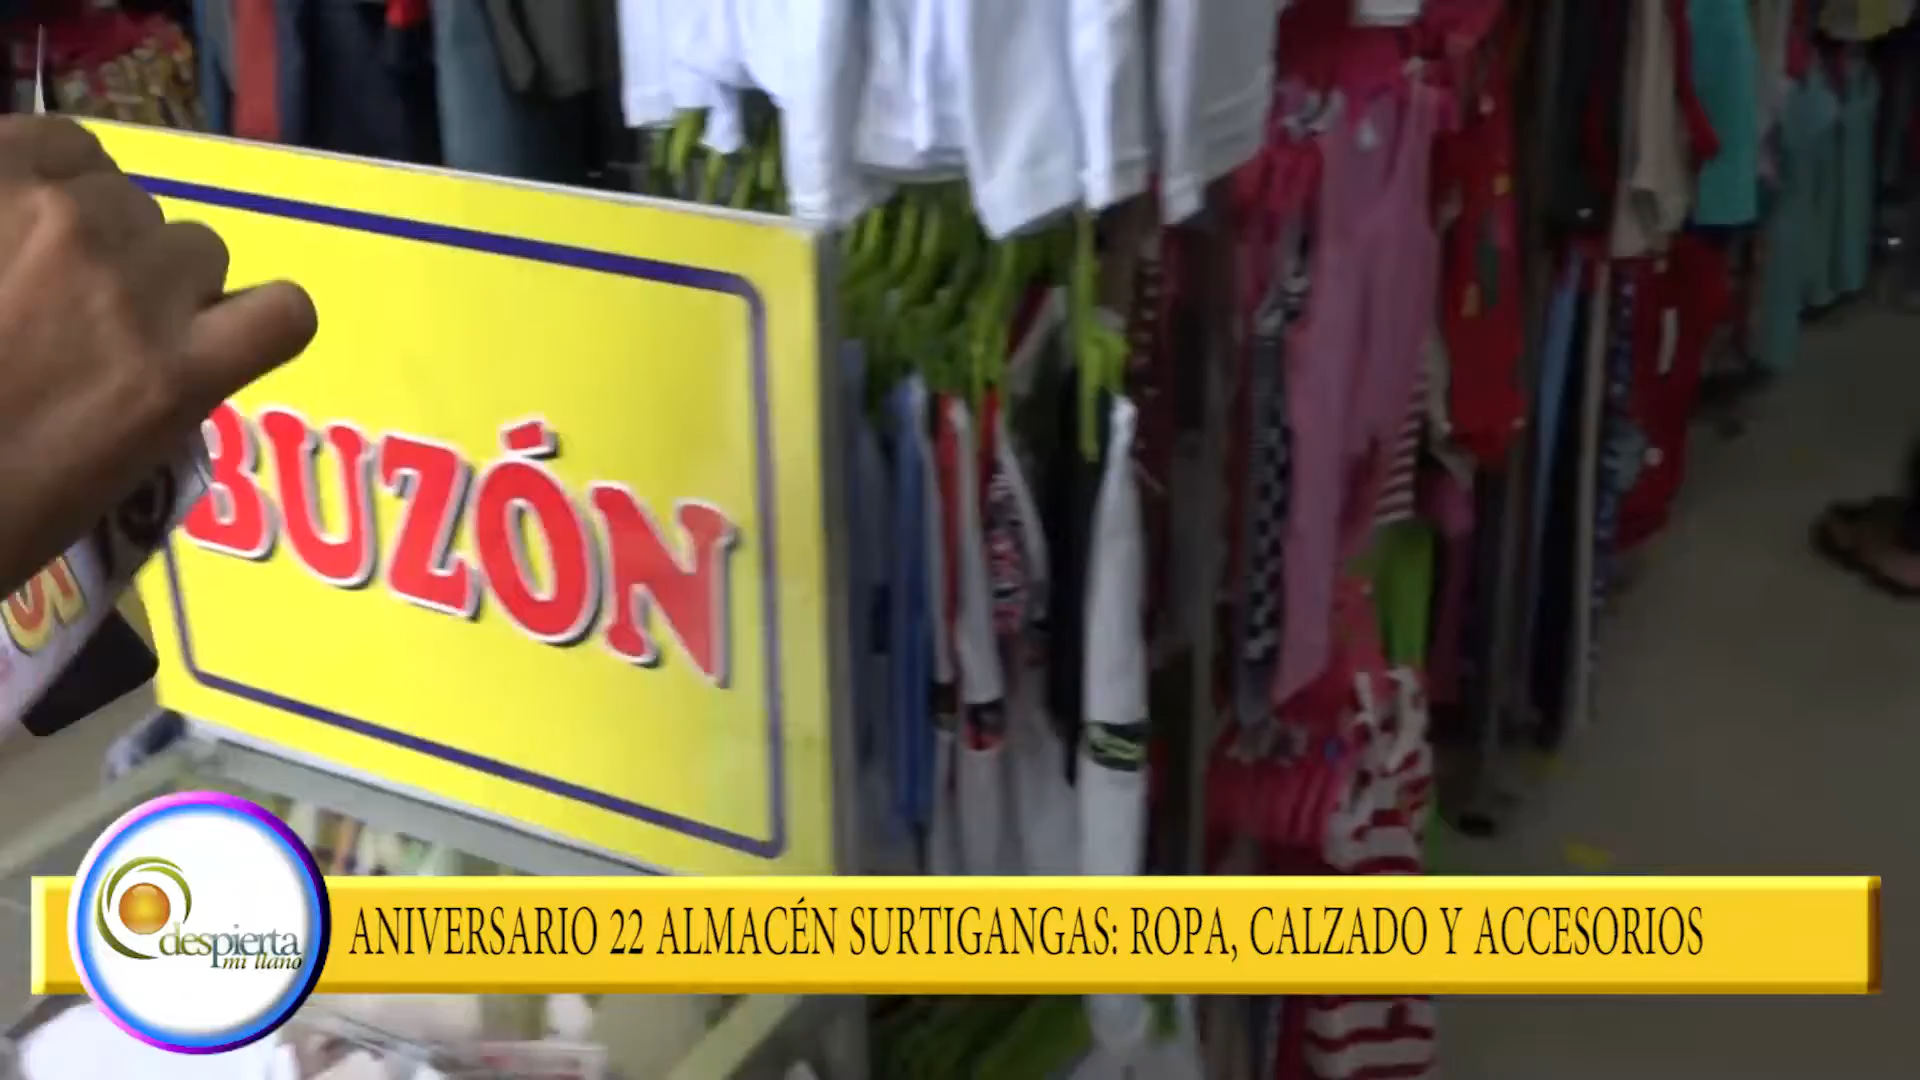 BUZÓN
despierta
mi llano
ANIVERSARIO 22 ALMACÉN SURTIGANGAS: ROPA, CALZADO Y ACCESORIOS